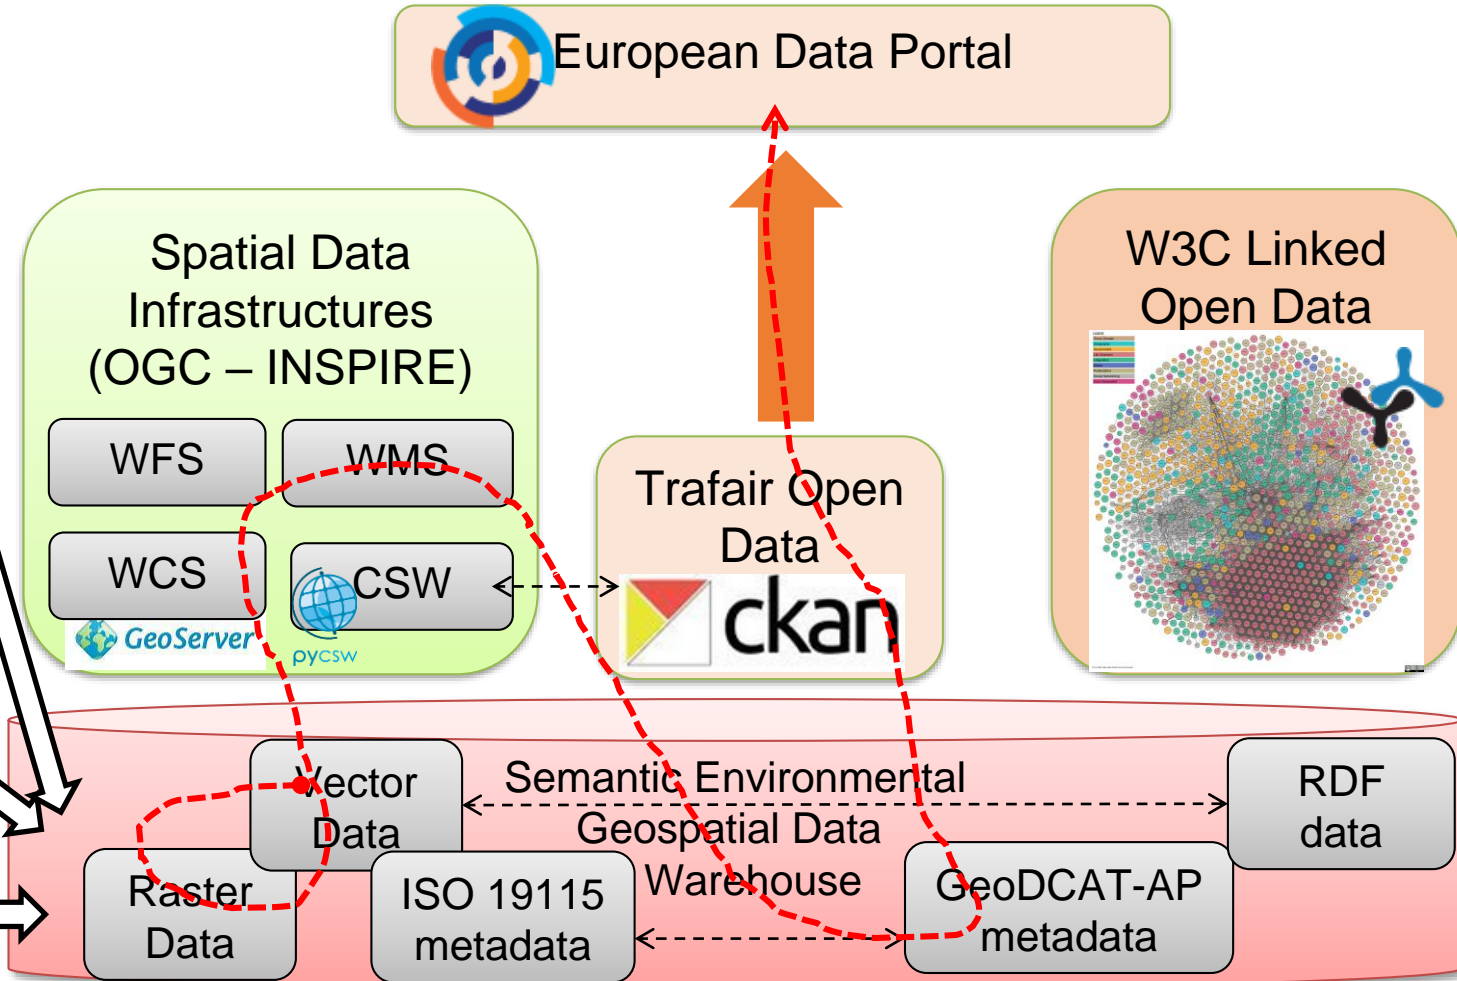 European Data Portal
Spatial Data
Infrastructures
(OGC – INSPIRE)
WFS
WMS
WCS
CSW
GeoServer
pycsw
Trafair Open
Data
ckan
W3C Linked
Open Data
Vector
Data
Semantic Environmental
Geospatial Data
Warehouse
RDF
data
Raster
Data
ISO 19115
metadata
GeoDCAT-AP
metadata